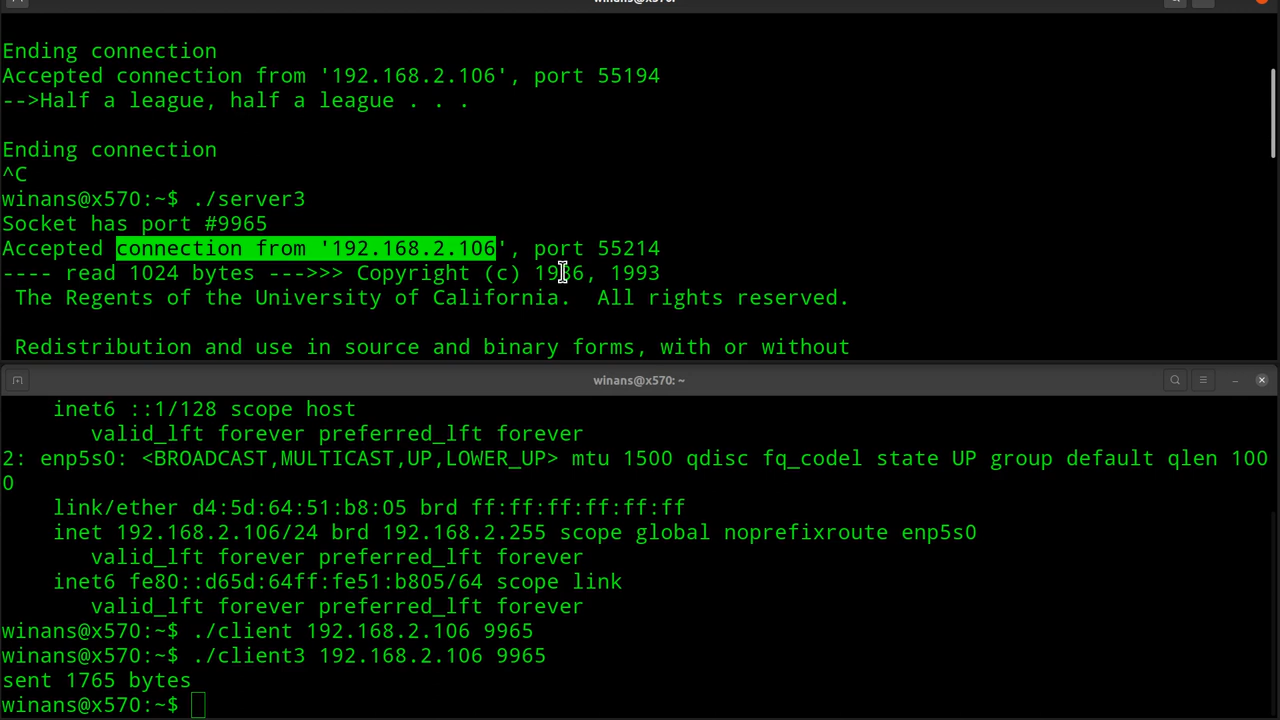 winans@x570:~
Ending connection
Accepted connection from '192.168.2.106', port 55194
-->Half a league, half a league . . .
Ending connection
^C
winans@x570:~$ ./server3
Socket has port #9965
Accepted connection from '192.168.2.106', port 55214
---- read 1024 bytes --->>> Copyright (c) 1986, 1993
The Regents of the University of California.  All rights reserved.
Redistribution and use in source and binary forms, with or without
winans@x570: ~
inet6 ::1/128 scope host
valid_lft forever preferred_lft forever
2: enp5s0: <BROADCAST,MULTICAST,UP,LOWER_UP> mtu 1500 qdisc fq_codel state UP group default qlen 100
0
link/ether d4:5d:64:51:b8:05 brd ff:ff:ff:ff:ff:ff
inet 192.168.2.106/24 brd 192.168.2.255 scope global noprefixroute enp5s0
valid_lft forever preferred_lft forever
inet6 fe80::d65d:64ff:fe51:b805/64 scope link
valid_lft forever preferred_lft forever
winans@x570:~$ ./client 192.168.2.106 9965
winans@x570:~$ ./client3 192.168.2.106 9965
sent 1765 bytes
winans@x570:~$